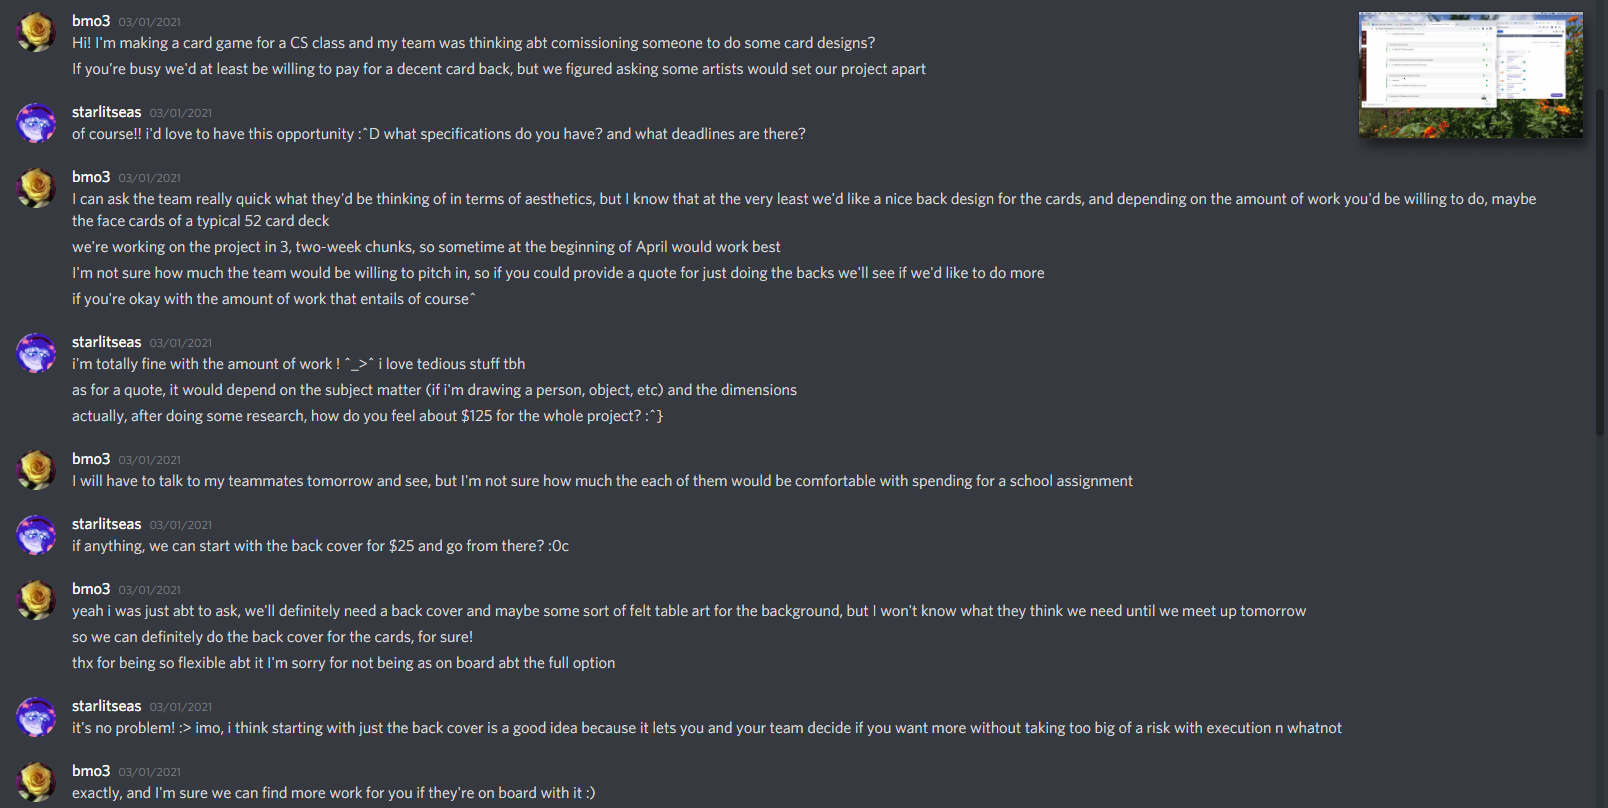 bmo3 03/01/2021
Hi! I'm making a card game for a CS class and my team was thinking abt comissioning someone to do some card designs?
If you're busy we'd at least be willing to pay for a decent card back, but we figured asking some artists would set our project apart
starlitseas 03/01/2021
of course!! i'd love to have this opportunity :^D what specifications do you have? and what deadlines are there?
bmo3 03/01/2021
I can ask the team really quick what they'd be thinking of in terms of aesthetics, but I know that at the very least we'd like a nice back design for the cards, and depending on the amount of work you'd be willing to do, maybe
the face cards of a typical 52 card deck
we're working on the project in 3, two-week chunks, so sometime at the beginning of April would work best
I'm not sure how much the team would be willing to pitch in, so if you could provide a quote for just doing the backs we'll see if we'd like to do more
if you're okay with the amount of work that entails of course^
starlitseas 03/01/2021
i'm totally fine with the amount of work ! ^_>^ i love tedious stuff tbh
as for a quote, it would depend on the subject matter (if i'm drawing a person, object, etc) and the dimensions
actually, after doing some research, how do you feel about $125 for the whole project? :^}
bmo3 03/01/2021
I will have to talk to my teammates tomorrow and see, but I'm not sure how much the each of them would be comfortable with spending for a school assignment
starlitseas 03/01/2021
if anything, we can start with the back cover for $25 and go from there? :0c
bmo3 03/01/2021
yeah i was just abt to ask, we'll definitely need a back cover and maybe some sort of felt table art for the background, but I won't know what they think we need until we meet up tomorrow
so we can definitely do the back cover for the cards, for sure!
thx for being so flexible abt it I'm sorry for not being as on board abt the full option
starlitseas 03/01/2021
it's no problem! :> imo, i think starting with just the back cover is a good idea because it lets you and your team decide if you want more without taking too big of a risk with execution n whatnot
bmo3 03/01/2021
exactly, and I'm sure we can find more work for you if they're on board with it :)